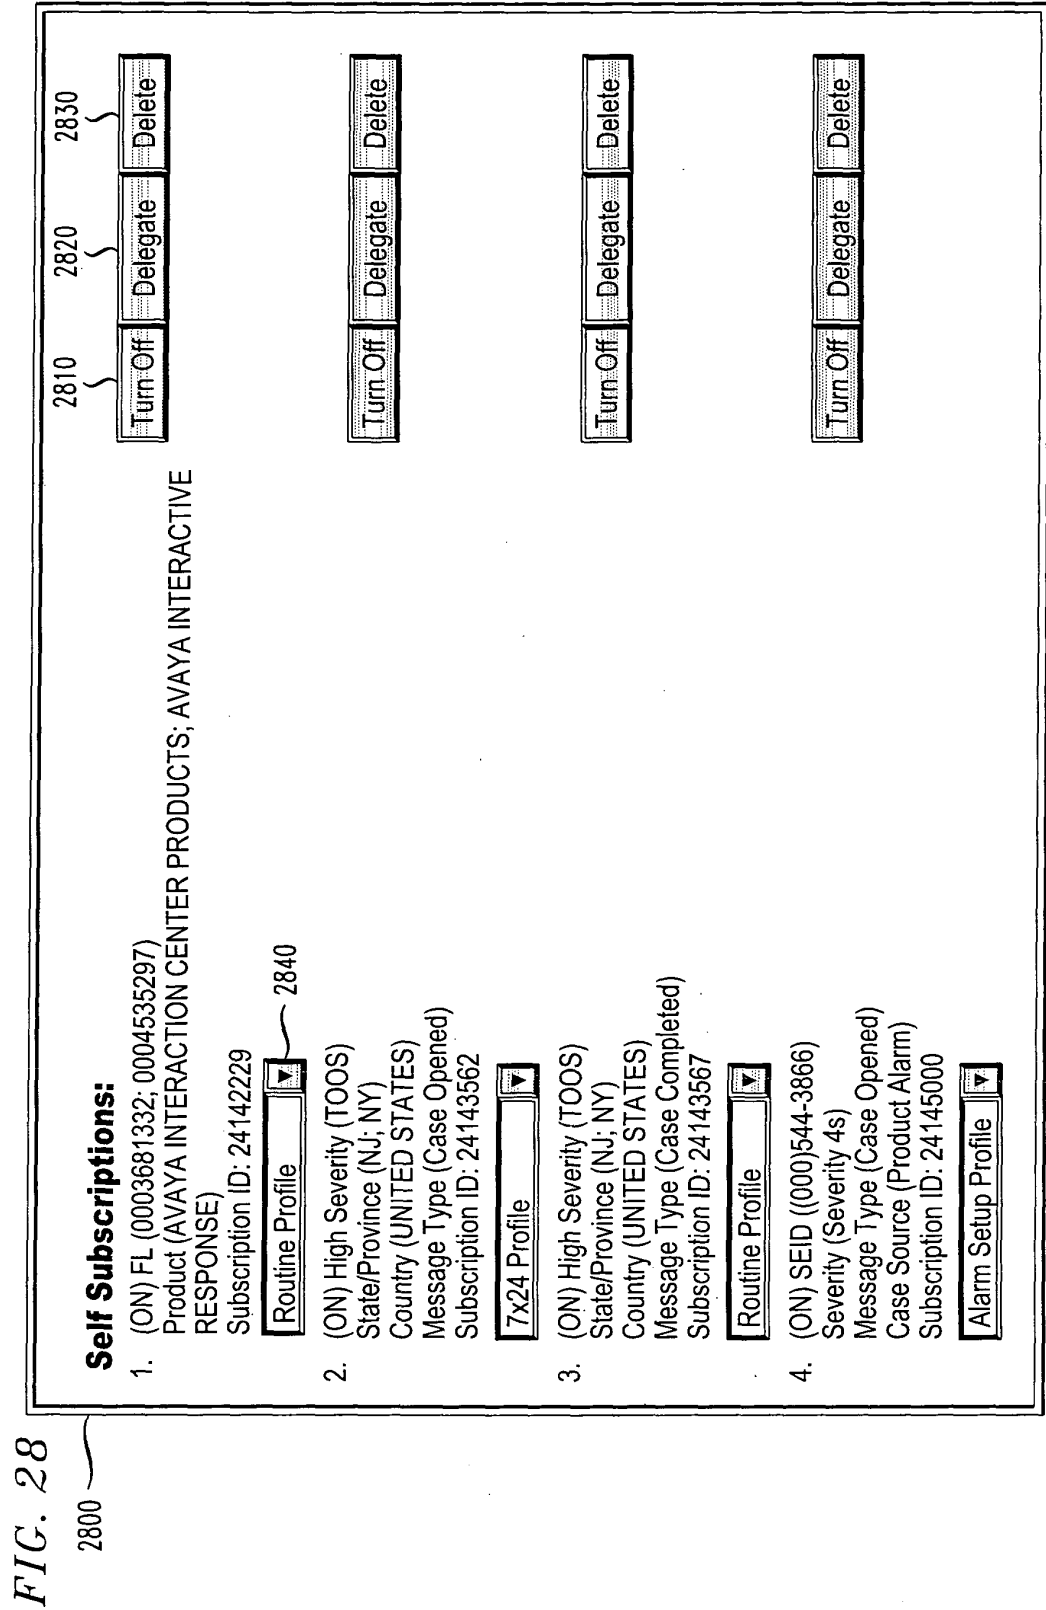 FIG. 28
2800
Self Subscriptions:
2810
2820
2830
1. (ON) FL (0003681332; 0004535297)
Turn Off Delegate Delete
Product (AVAYA INTERACTION CENTER PRODUCTS; AVAYA INTERACTIVE
RESPONSE)
Subscription ID: 24142229
Routine Profile
2840
2. (ON) High Severity (TOOS)
Turn Off Delegate Delete
State/Province (NJ; NY)
Country (UNITED STATES)
Message Type (Case Opened)
Subscription ID: 24143562
7x24 Profile
3. (ON) High Severity (TOOS)
Turn Off Delegate Delete
State/Province (NJ; NY)
Country (UNITED STATES)
Message Type (Case Completed)
Subscription ID: 24143567
Routine Profile
4. (ON) SEID ((000)544-3866)
Turn Off Delegate Delete
Severity (Severity 4s)
Message Type (Case Opened)
Case Source (Product Alarm)
Subscription ID: 24145000
Alarm Setup Profile